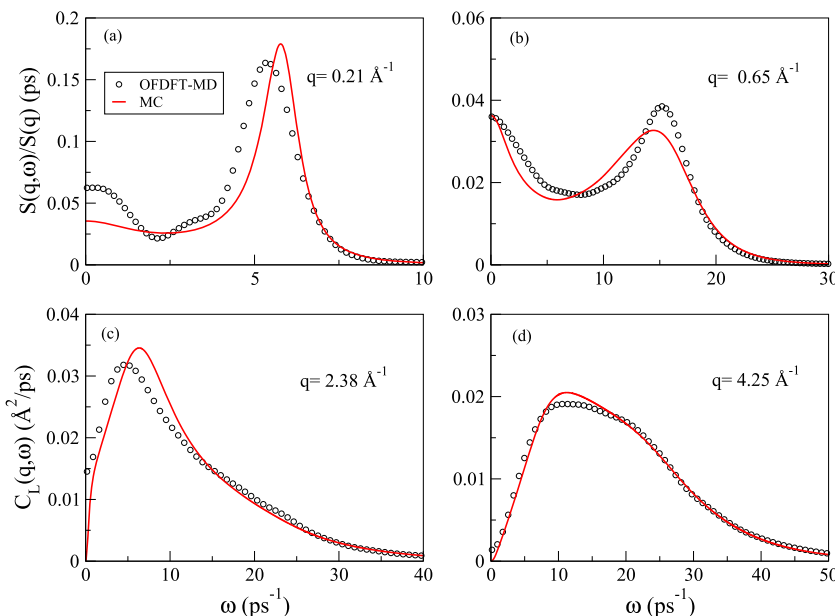 S(q,ω)/S(q) (ps)
0.2
0.15
0.1
0.05
0
(a)
OFDFT-MD
MC
q= 0.21 Å⁻¹
0
5
10
0.06
0.04
0.02
0
(b)
q= 0.65 Å⁻¹
0
10
20
30
C_L(q,ω) (Å²/ps)
0.04
0.03
0.02
0.01
0
(c)
q= 2.38 Å⁻¹
0
10
20
30
40
ω (ps⁻¹)
0.03
0.02
0.01
0
(d)
q= 4.25 Å⁻¹
0
10
20
30
40
50
ω (ps⁻¹)